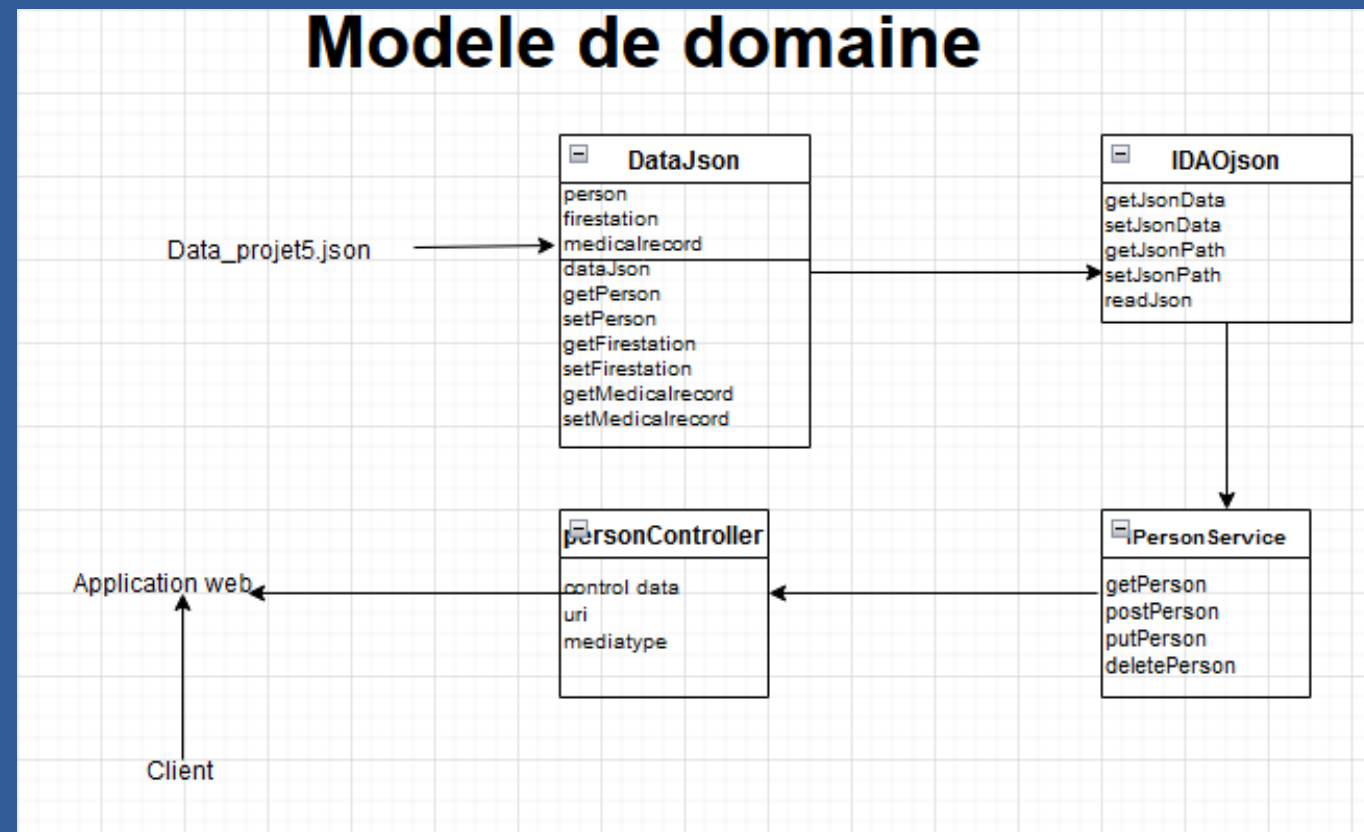 Modele de domaine
Data_projet5.json
DataJson
person
firestation
medicalrecord
dataJson
getPerson
setPerson
getFirestation
setFirestation
getMedicalrecord
setMedicalrecord
IDAOjson
getJsonData
setJsonData
getJsonPath
setJsonPath
readJson
Application web
Client
personController
control data
uri
mediatype
IPersonService
getPerson
postPerson
putPerson
deletePerson